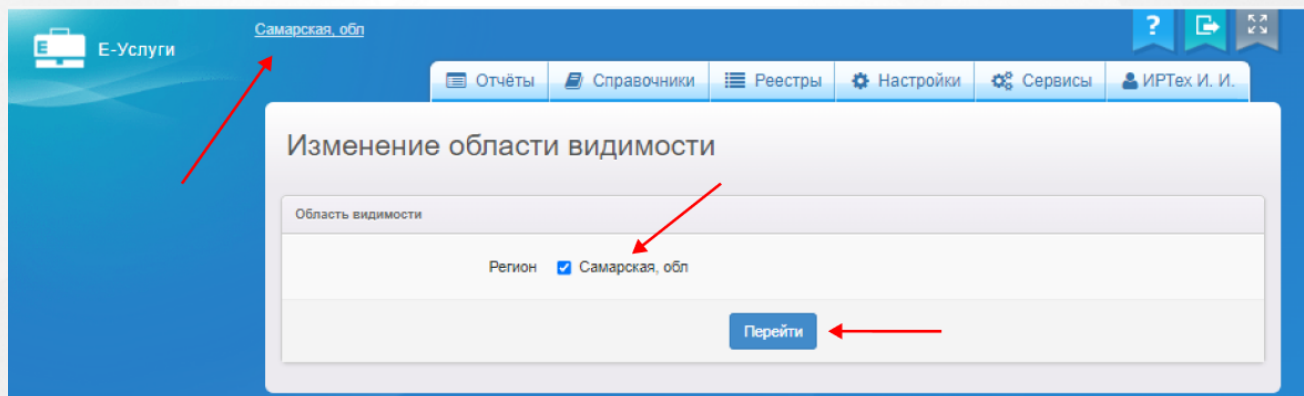 Самарская, обл
Е-Услуги
Отчёты Справочники Реестры Настройки Сервисы ИРТех И. И.
Изменение области видимости
Область видимости
Регион Самарская, обл
Перейти